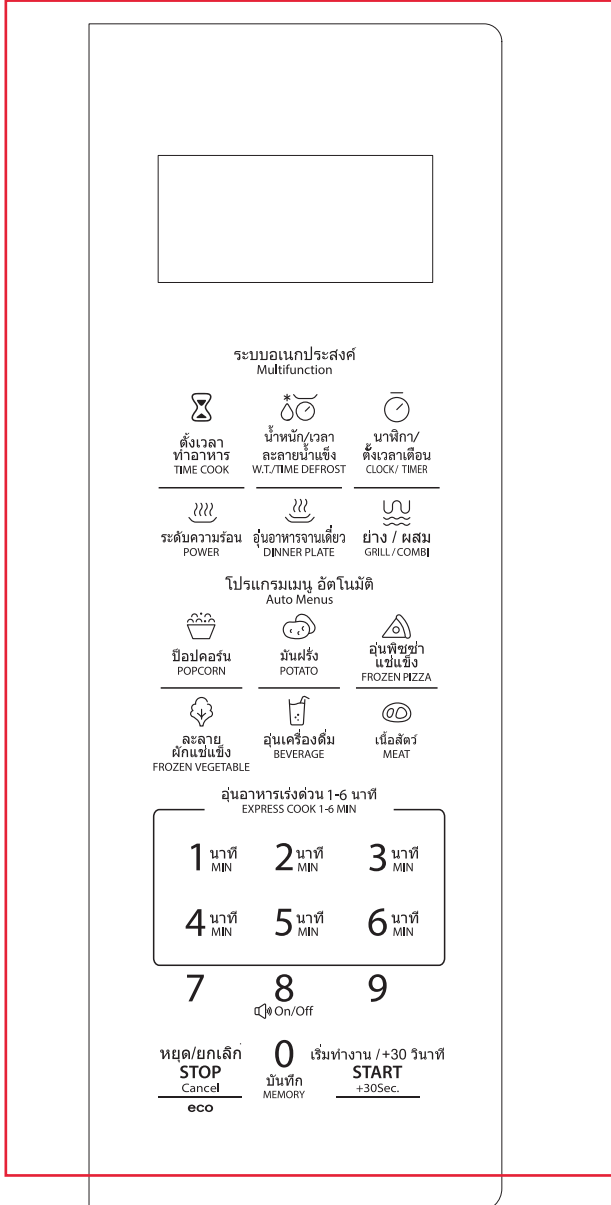 ระบบอเนกประสงค์
Multifunction
ตั้งเวลา
ทำอาหาร
TIME COOK
น้ำหนัก/เวลา
ละลายน้ำแข็ง
W.T./TIME DEFROST
นาฬิกา/
ตั้งเวลาเตือน
CLOCK/ TIMER
ระดับความร้อน
POWER
อุ่นอาหารจานเดี่ยว
DINNER PLATE
ย่าง / ผสม
GRILL/COMBI
โปรแกรมเมนู อัตโนมัติ
Auto Menus
ป๊อปคอร์น
POPCORN
มันฝรั่ง
POTATO
อุ่นพิซซ่า
แช่แข็ง
FROZEN PIZZA
ละลาย
ผักแช่แข็ง
FROZEN VEGETABLE
อุ่นเครื่องดื่ม
BEVERAGE
เนื้อสัตว์
MEAT
อุ่นอาหารเร่งด่วน 1-6 นาที
EXPRESS COOK 1-6 MIN
1 นาที MIN
2 นาที MIN
3 นาที MIN
4 นาที MIN
5 นาที MIN
6 นาที MIN
7
8
On/Off
9
หยุด/ยกเลิก
STOP
Cancel
eco
0
บันทึก
MEMORY
เริ่มทำงาน /+30 วินาที
START
+30Sec.